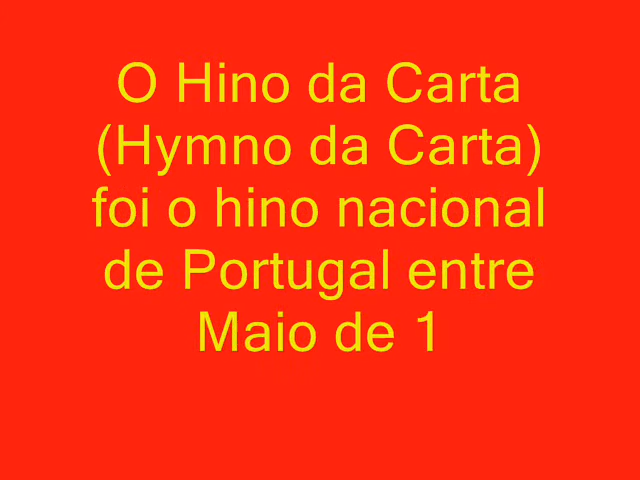 O Hino da Carta
(Hymno da Carta)
foi o hino nacional
de Portugal entre
Maio de 1